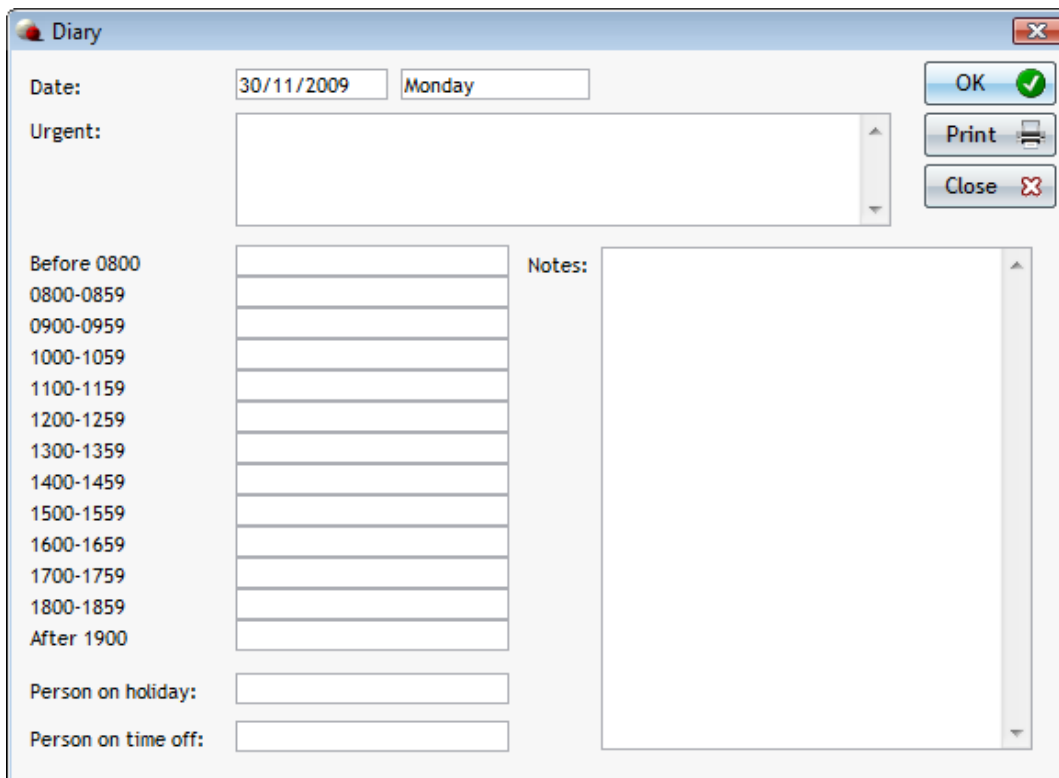 Diary
Date: 30/11/2009 Monday OK
Urgent: Print
Close
Before 0800 Notes:
0800-0859
0900-0959
1000-1059
1100-1159
1200-1259
1300-1359
1400-1459
1500-1559
1600-1659
1700-1759
1800-1859
After 1900
Person on holiday:
Person on time off: